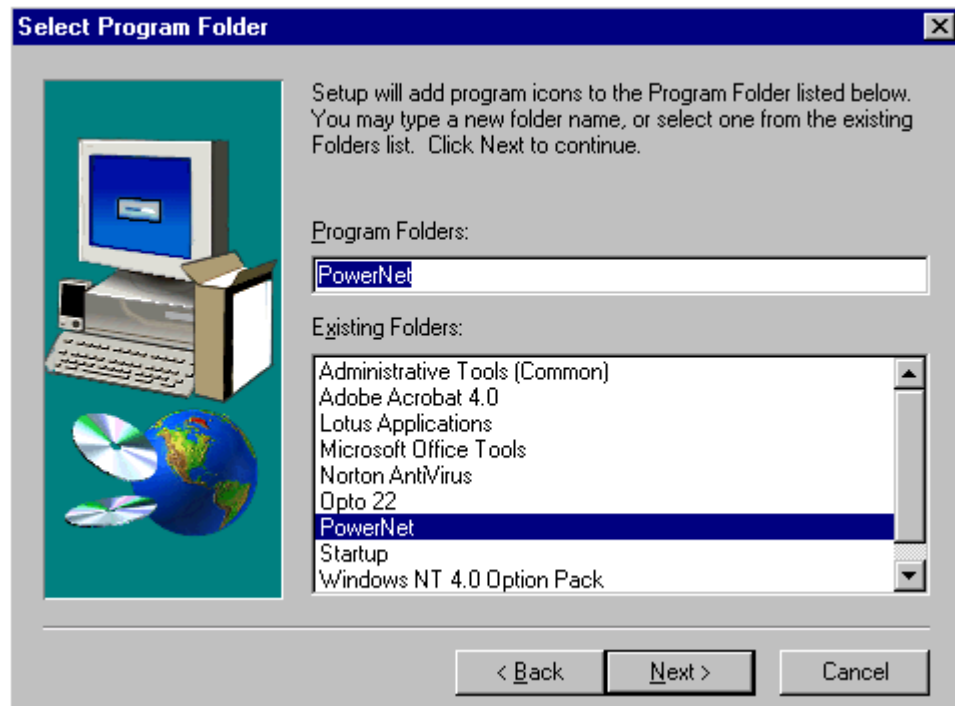 Select Program Folder
Setup will add program icons to the Program Folder listed below.
You may type a new folder name, or select one from the existing
Folders list.  Click Next to continue.
Program Folders:
PowerNet
Existing Folders:
Administrative Tools (Common)
Adobe Acrobat 4.0
Lotus Applications
Microsoft Office Tools
Norton AntiVirus
Opto 22
PowerNet
Startup
Windows NT 4.0 Option Pack
< Back
Next >
Cancel